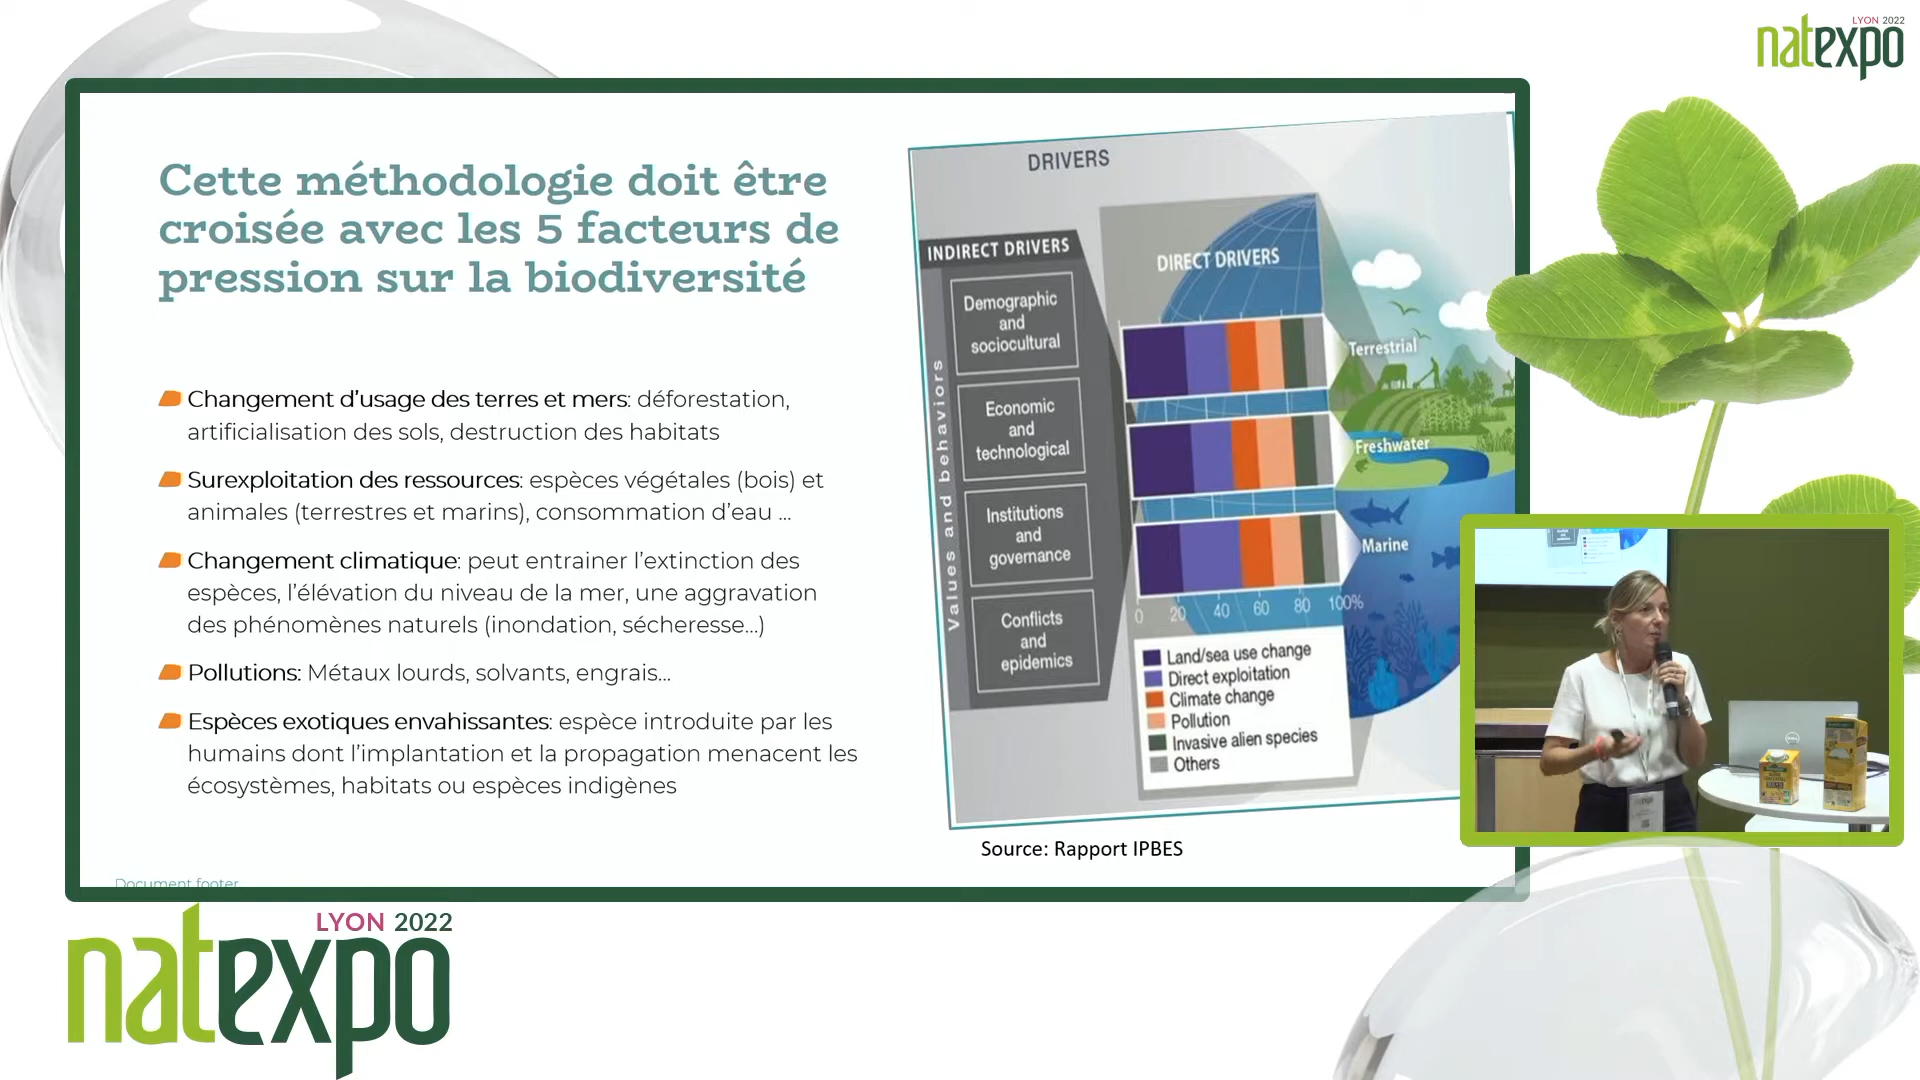 LYON 2022
natexpo
Cette méthodologie doit être
croisée avec les 5 facteurs de
pression sur la biodiversité
Changement d'usage des terres et mers: déforestation,
artificialisation des sols, destruction des habitats
Surexploitation des ressources: espèces végétales (bois) et
animales (terrestres et marins), consommation d'eau ...
Changement climatique: peut entrainer l'extinction des
espèces, l'élévation du niveau de la mer, une aggravation
des phénomènes naturels (inondation, sécheresse...)
Pollutions: Métaux lourds, solvants, engrais...
Espèces exotiques envahissantes: espèce introduite par les
humains dont l'implantation et la propagation menacent les
écosystèmes, habitats ou espèces indigènes
DRIVERS
INDIRECT DRIVERS
Values and behaviors
Demographic
and
sociocultural
Economic
and
technological
Institutions
and
governance
Conflicts
and
epidemics
DIRECT DRIVERS
Terrestrial
Freshwater
Marine
0 20 40 60 80 100%
Land/sea use change
Direct exploitation
Climate change
Pollution
Invasive alien species
Others
Source: Rapport IPBES
Document footer
LYON 2022
natexpo